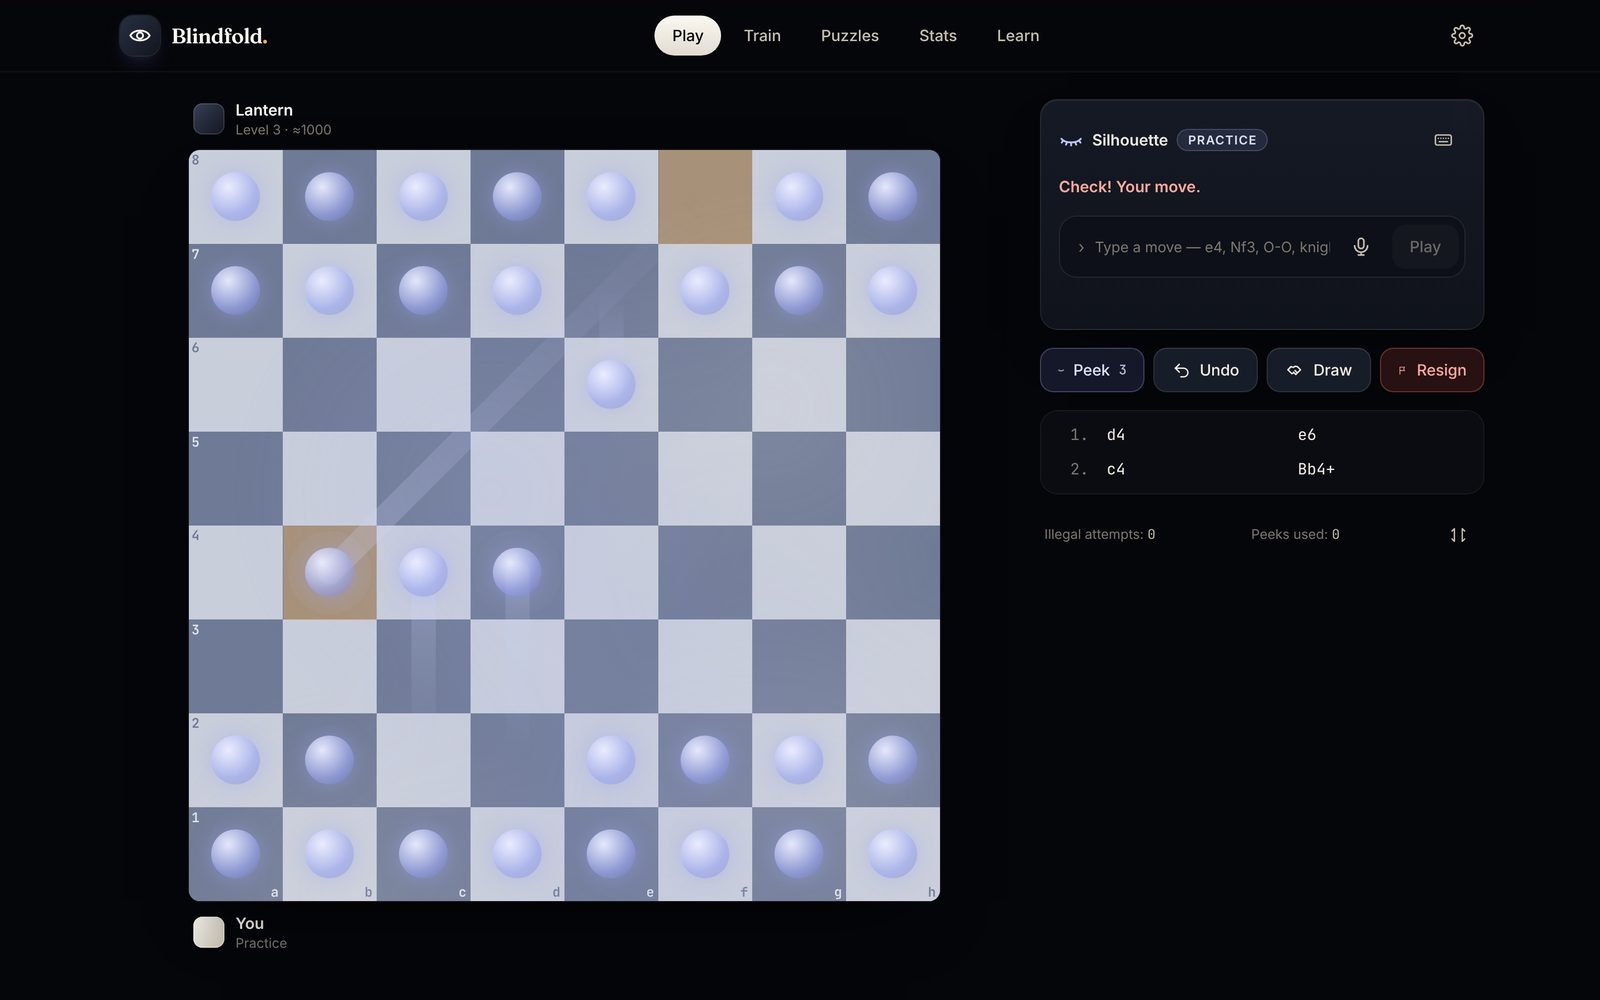 Blindfold.
Play Train Puzzles Stats Learn
Lantern
Level 3 · ≈1000
8
7
6
5
4
3
2
1
a b c d e f g h
You
Practice
Silhouette PRACTICE
Check! Your move.
› Type a move — e4, Nf3, O-O, knig
Play
Peek 3 Undo Draw Resign
1. d4 e6
2. c4 Bb4+
Illegal attempts: 0 Peeks used: 0